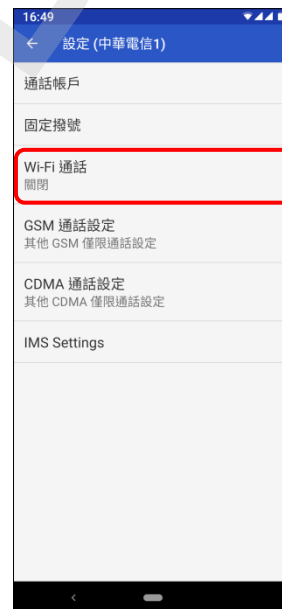 16:49
設定 (中華電信1)
通話帳戶
固定撥號
Wi-Fi 通話
關閉
GSM 通話設定
其他 GSM 僅限通話設定
CDMA 通話設定
其他 CDMA 僅限通話設定
IMS Settings